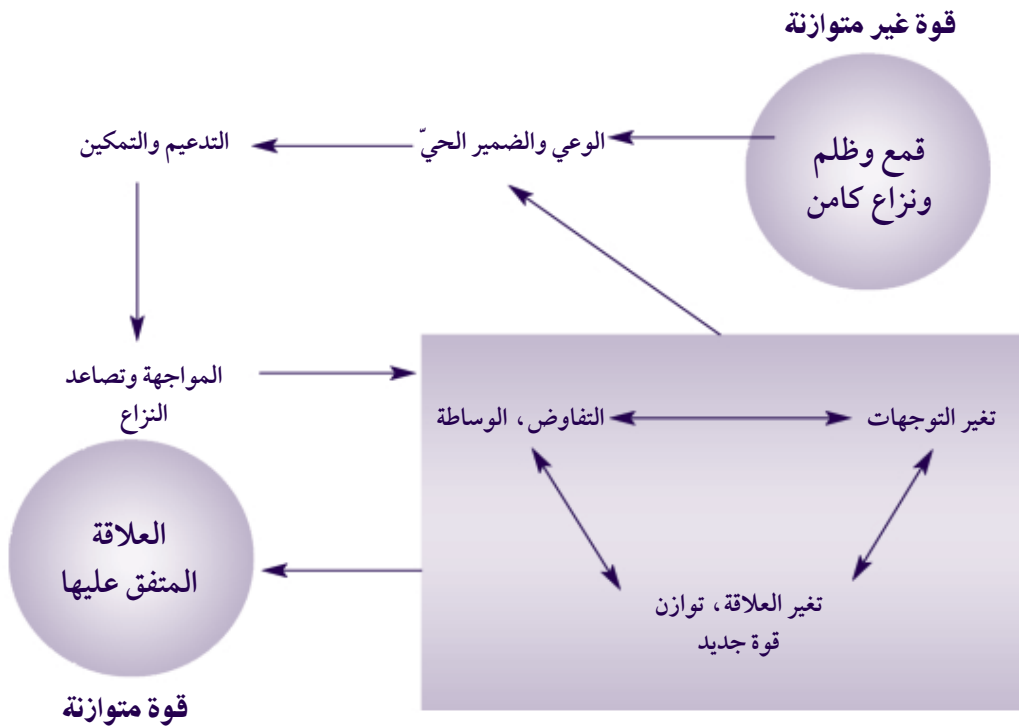 قوة غير متوازنة
قمع وظلم
ونزاع كامن
الوعي والضمير الحيّ
التدعيم والتمكين
المواجهة وتصاعد
النزاع
تغير التوجهات
التفاوض، الوساطة
تغير العلاقة، توازن
قوة جديد
العلاقة
المتفق عليها
قوة متوازنة